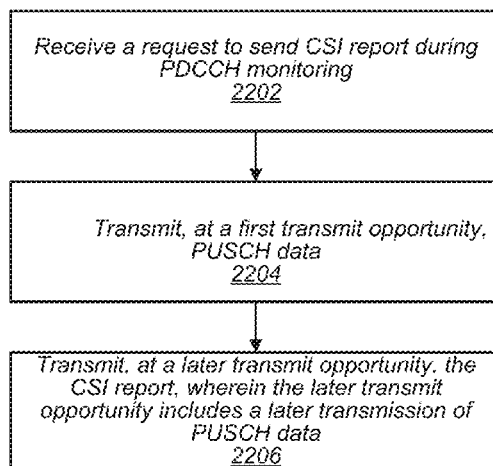 Receive a request to send CSI report during
PDCCH monitoring
2202
Transmit, at a first transmit opportunity,
PUSCH data
2204
Transmit, at a later transmit opportunity, the
CSI report, wherein the later transmit
opportunity includes a later transmission of
PUSCH data
2206